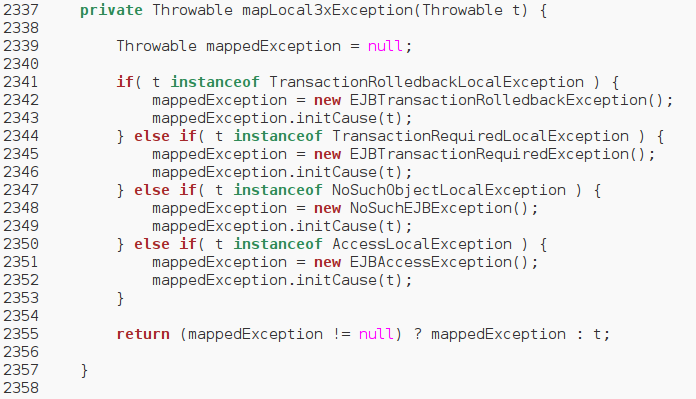 2337     private Throwable mapLocal3xException(Throwable t) {
2338
2339         Throwable mappedException = null;
2340
2341         if( t instanceof TransactionRolledbackLocalException ) {
2342             mappedException = new EJBTransactionRolledbackException();
2343             mappedException.initCause(t);
2344         } else if( t instanceof TransactionRequiredLocalException ) {
2345             mappedException = new EJBTransactionRequiredException();
2346             mappedException.initCause(t);
2347         } else if( t instanceof NoSuchObjectLocalException ) {
2348             mappedException = new NoSuchEJBException();
2349             mappedException.initCause(t);
2350         } else if( t instanceof AccessLocalException ) {
2351             mappedException = new EJBAccessException();
2352             mappedException.initCause(t);
2353         }
2354
2355         return (mappedException != null) ? mappedException : t;
2356
2357     }
2358